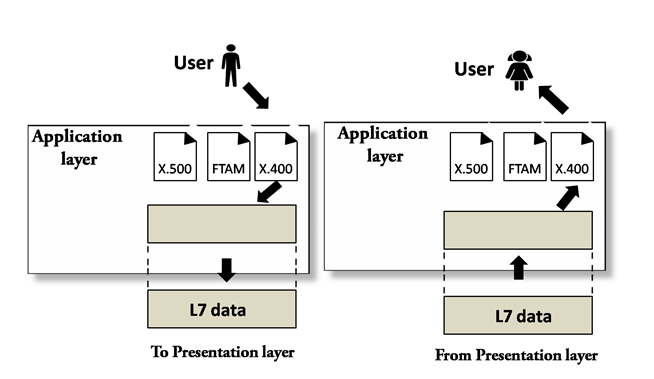 User
Application
layer
X.500 FTAM X.400
L7 data
To Presentation layer
User
Application
layer
X.500 FTAM X.400
L7 data
From Presentation layer